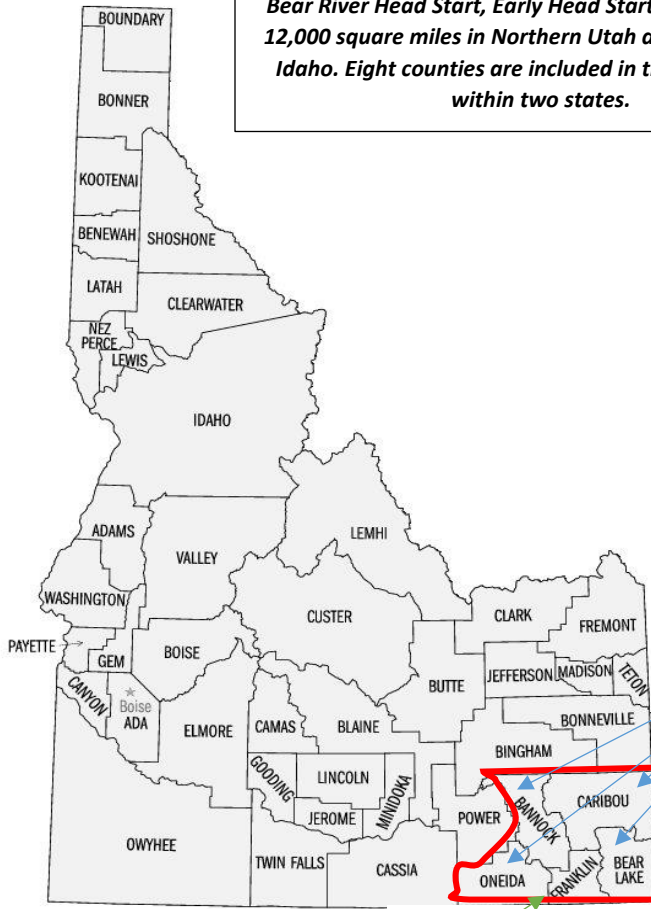 Bear River Head Start, Early Head Start
12,000 square miles in Northern Utah
Idaho. Eight counties are included in
within two states.
BOUNDARY
BONNER
KOOTENAI
BENEWAH
SHOSHONE
LATAH
CLEARWATER
NEZ
PERCE
LEWIS
IDAHO
ADAMS
VALLEY
LEMHI
WASHINGTON
CUSTER
CLARK
FREMONT
PAYETTE
GEM
BOISE
BUTTE
JEFFERSON
MADISON
TETON
CANYON
Boise
ADA
ELMORE
CAMAS
BLAINE
BONNEVILLE
BINGHAM
GOODING
LINCOLN
MINIDOKA
POWER
BANNOCK
CARIBOU
JEROME
OWYHEE
TWIN FALLS
CASSIA
ONEIDA
FRANKLIN
BEAR
LAKE